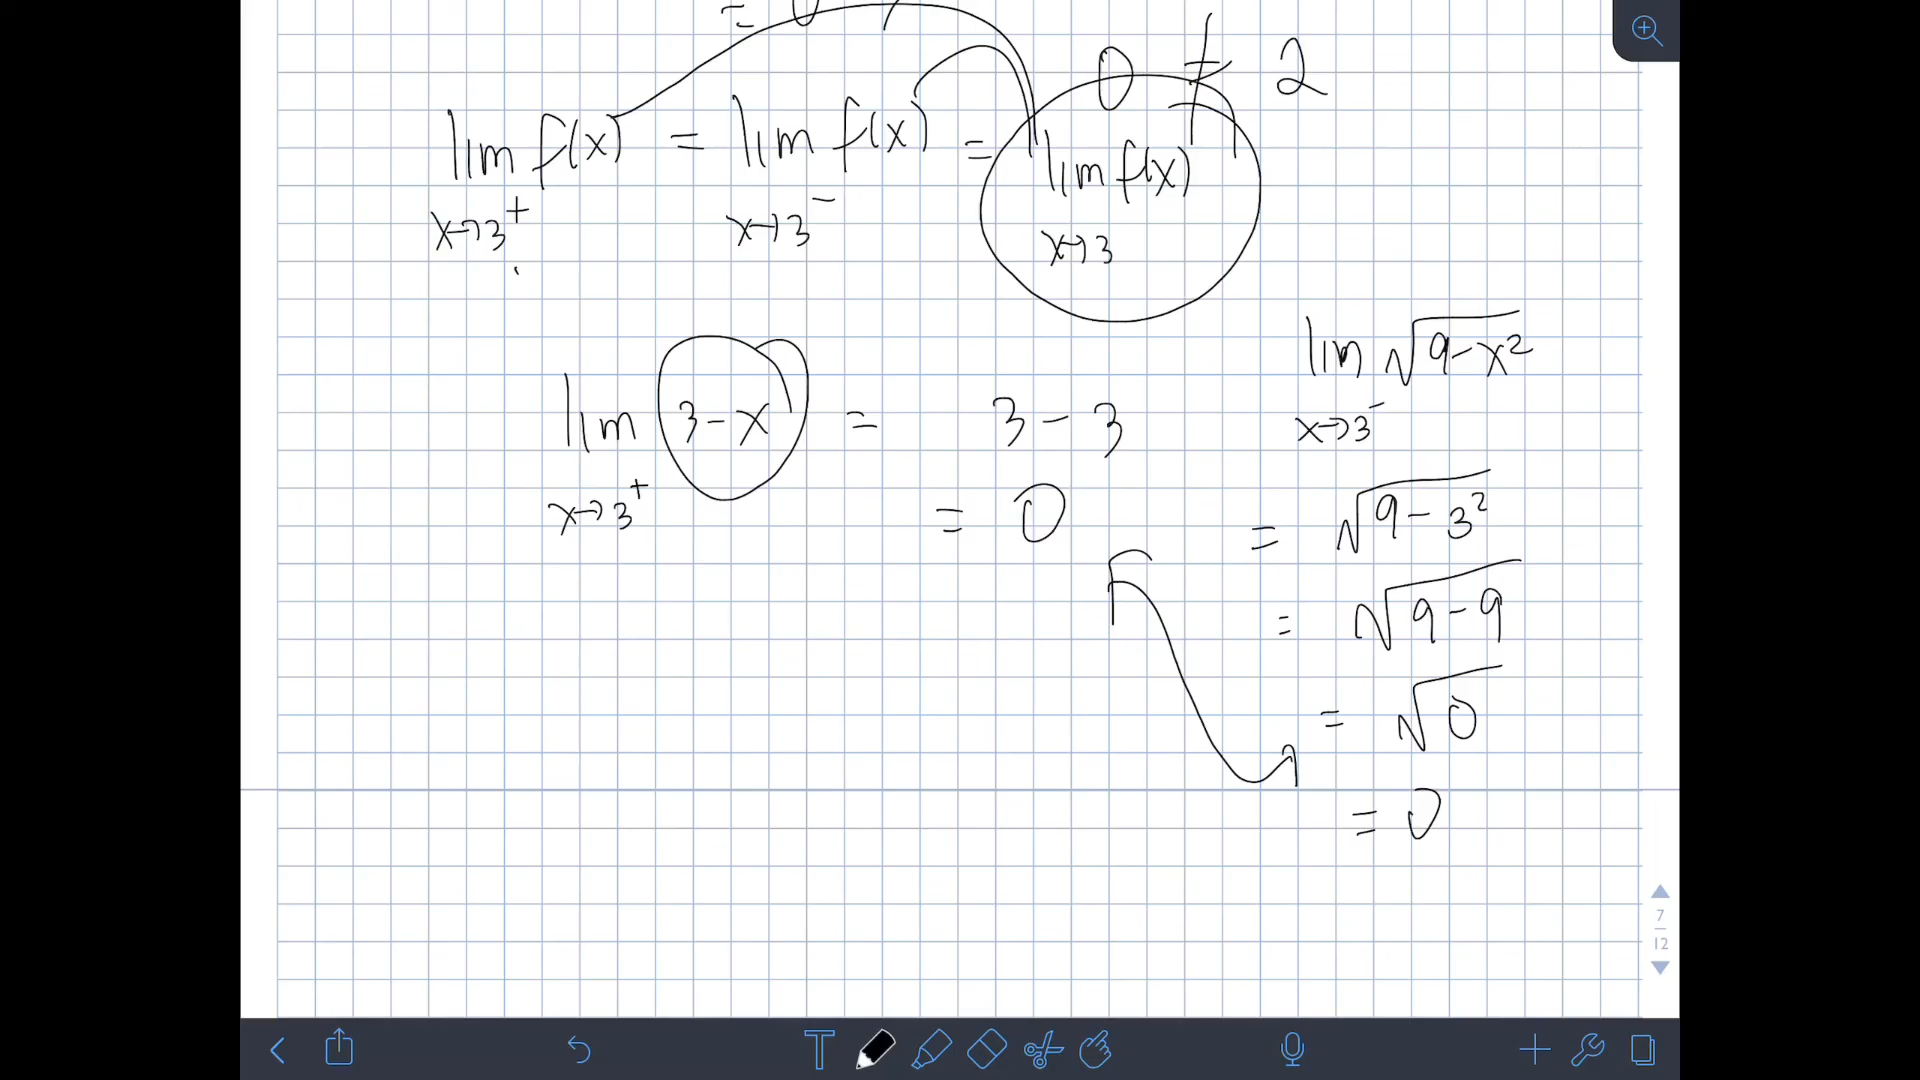 = 0
0 ≠ 2
lim f(x) = lim f(x) = lim f(x)
x→3⁺ x→3⁻ x→3
lim 3-x = 3-3
x→3⁺
= 0
lim √(9-x²)
x→3⁻
= √(9-3²)
= √(9-9)
= √0
= 0
7
12
T